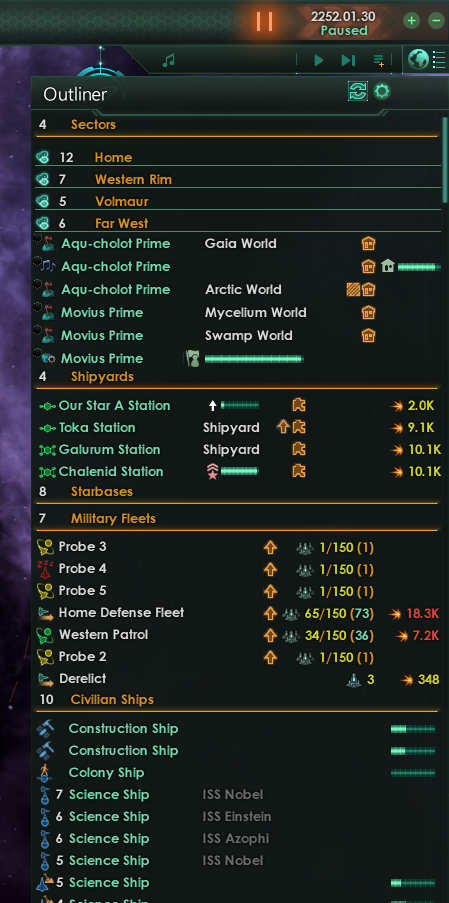 2252.01.30
Paused
Outliner
4 Sectors
12 Home
7 Western Rim
5 Volmaur
6 Far West
Aqu-cholot Prime Gaia World
Aqu-cholot Prime
Aqu-cholot Prime Arctic World
Movius Prime Mycelium World
Movius Prime Swamp World
Movius Prime
4 Shipyards
Our Star A Station 2.0K
Toka Station Shipyard 9.1K
Galurum Station Shipyard 10.1K
Chalenid Station 10.1K
8 Starbases
7 Military Fleets
Probe 3 1/150 (1)
Probe 4 1/150 (1)
Probe 5 1/150 (1)
Home Defense Fleet 65/150 (73) 18.3K
Western Patrol 34/150 (36) 7.2K
Probe 2 1/150 (1)
Derelict 3 348
10 Civilian Ships
Construction Ship
Construction Ship
Colony Ship
7 Science Ship ISS Nobel
6 Science Ship ISS Einstein
6 Science Ship ISS Azophi
5 Science Ship ISS Nobel
5 Science Ship
Science Ship